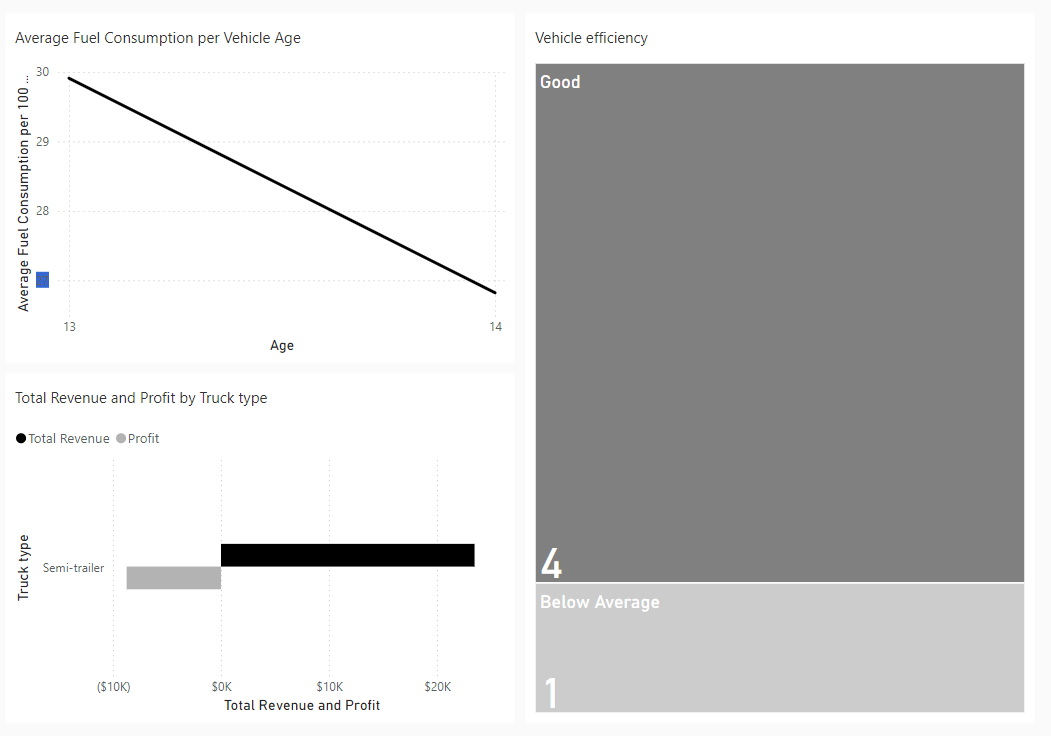 Average Fuel Consumption per Vehicle Age
Average Fuel Consumption per 100 ...
30
29
28
13
14
Age
Total Revenue and Profit by Truck type
Total Revenue
Profit
Truck type
Semi-trailer
($10K)
$0K
$10K
$20K
Total Revenue and Profit
Vehicle efficiency
Good
4
Below Average
1